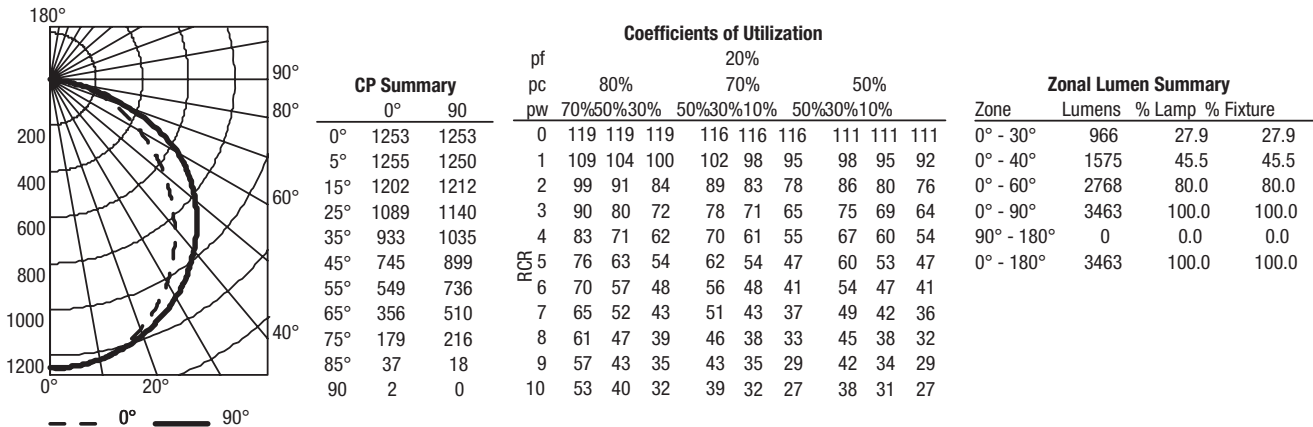 180°
90°
80°
60°
40°
20°
0°
200
400
600
800
1000
1200
0° 90°
CP Summary
0° 90
0° 1253 1253
5° 1255 1250
15° 1202 1212
25° 1089 1140
35° 933 1035
45° 745 899
55° 549 736
65° 356 510
75° 179 216
85° 37 18
90 2 0
Coefficients of Utilization
pf 20%
pc 80% 70% 50%
pw 70%50%30% 50%30%10% 50%30%10%
RCR
0 119 119 119 116 116 116 111 111 111
1 109 104 100 102 98 95 98 95 92
2 99 91 84 89 83 78 86 80 76
3 90 80 72 78 71 65 75 69 64
4 83 71 62 70 61 55 67 60 54
5 76 63 54 62 54 47 60 53 47
6 70 57 48 56 48 41 54 47 41
7 65 52 43 51 43 37 49 42 36
8 61 47 39 46 38 33 45 38 32
9 57 43 35 43 35 29 42 34 29
10 53 40 32 39 32 27 38 31 27
Zonal Lumen Summary
Zone Lumens % Lamp % Fixture
0° - 30° 966 27.9 27.9
0° - 40° 1575 45.5 45.5
0° - 60° 2768 80.0 80.0
0° - 90° 3463 100.0 100.0
90° - 180° 0 0.0 0.0
0° - 180° 3463 100.0 100.0